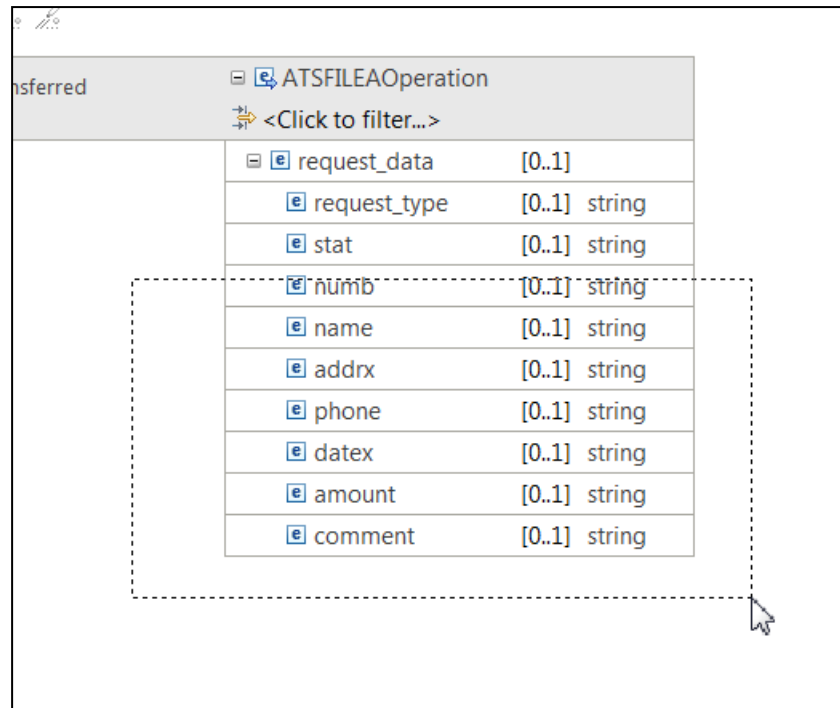 nsferred
ATSFILEAOperation
<Click to filter...>
request_data [0..1]
request_type [0..1] string
stat [0..1] string
numb [0..1] string
name [0..1] string
addrx [0..1] string
phone [0..1] string
datex [0..1] string
amount [0..1] string
comment [0..1] string